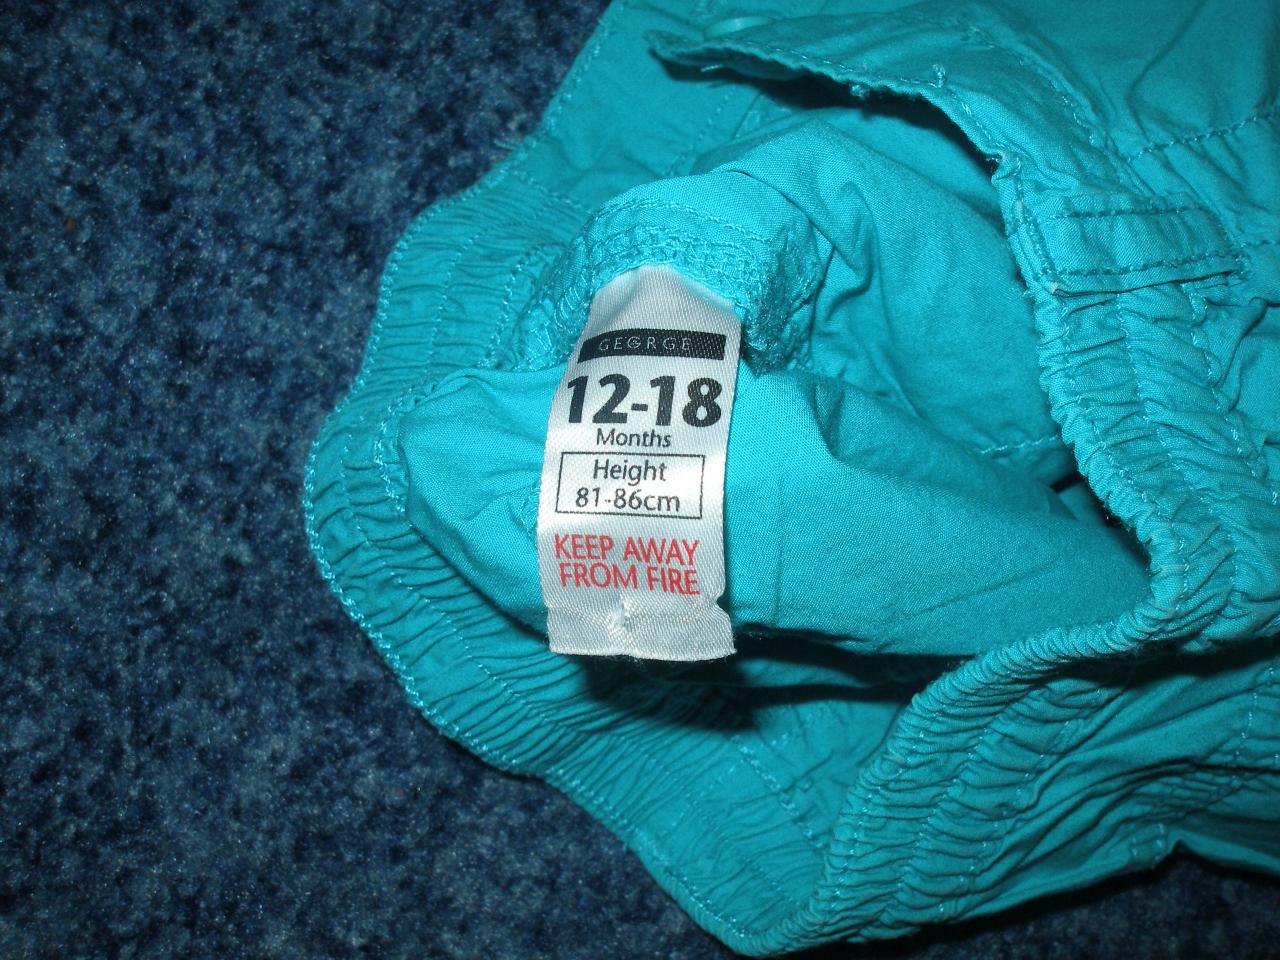 GEORGE
12-18
Months
Height
81-86cm
KEEP AWAY
FROM FIRE